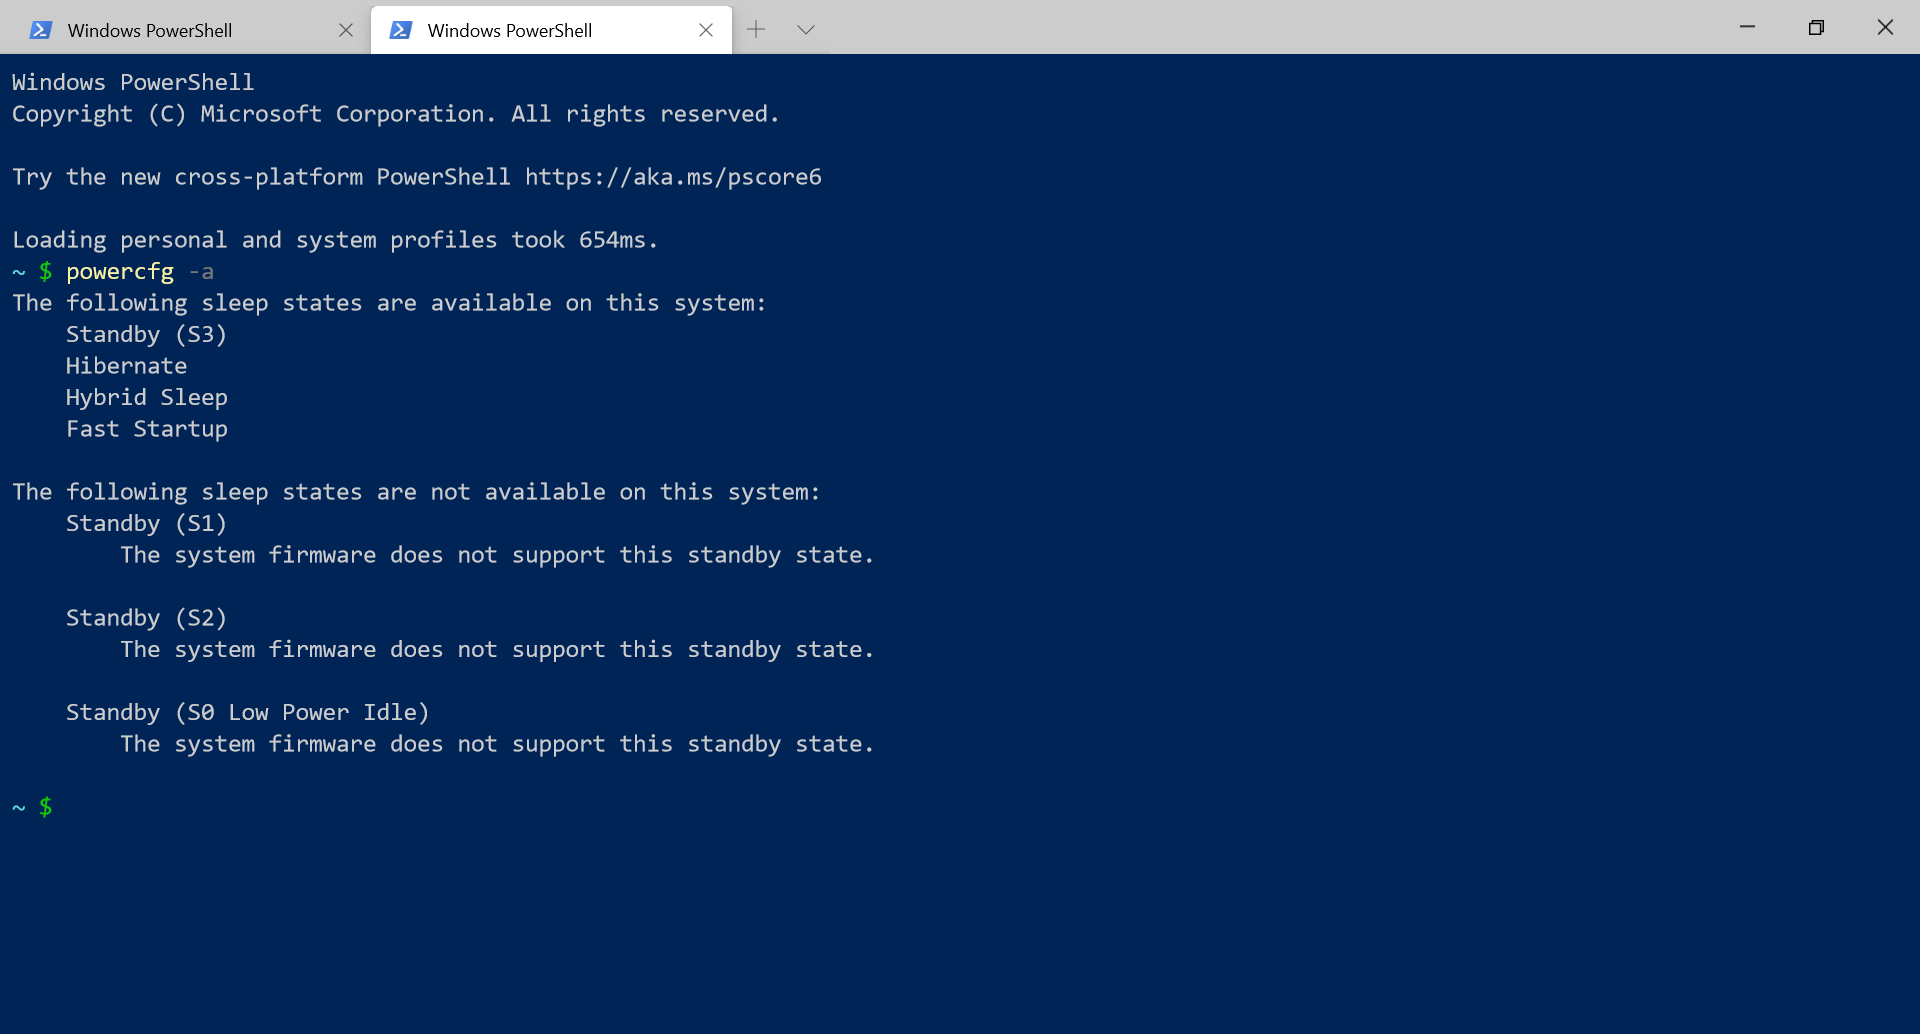 Windows PowerShell
Windows PowerShell
Windows PowerShell
Copyright (C) Microsoft Corporation. All rights reserved.
Try the new cross-platform PowerShell https://aka.ms/pscore6
Loading personal and system profiles took 654ms.
~ $ powercfg -a
The following sleep states are available on this system:
    Standby (S3)
    Hibernate
    Hybrid Sleep
    Fast Startup
The following sleep states are not available on this system:
    Standby (S1)
        The system firmware does not support this standby state.
    Standby (S2)
        The system firmware does not support this standby state.
    Standby (S0 Low Power Idle)
        The system firmware does not support this standby state.
~ $